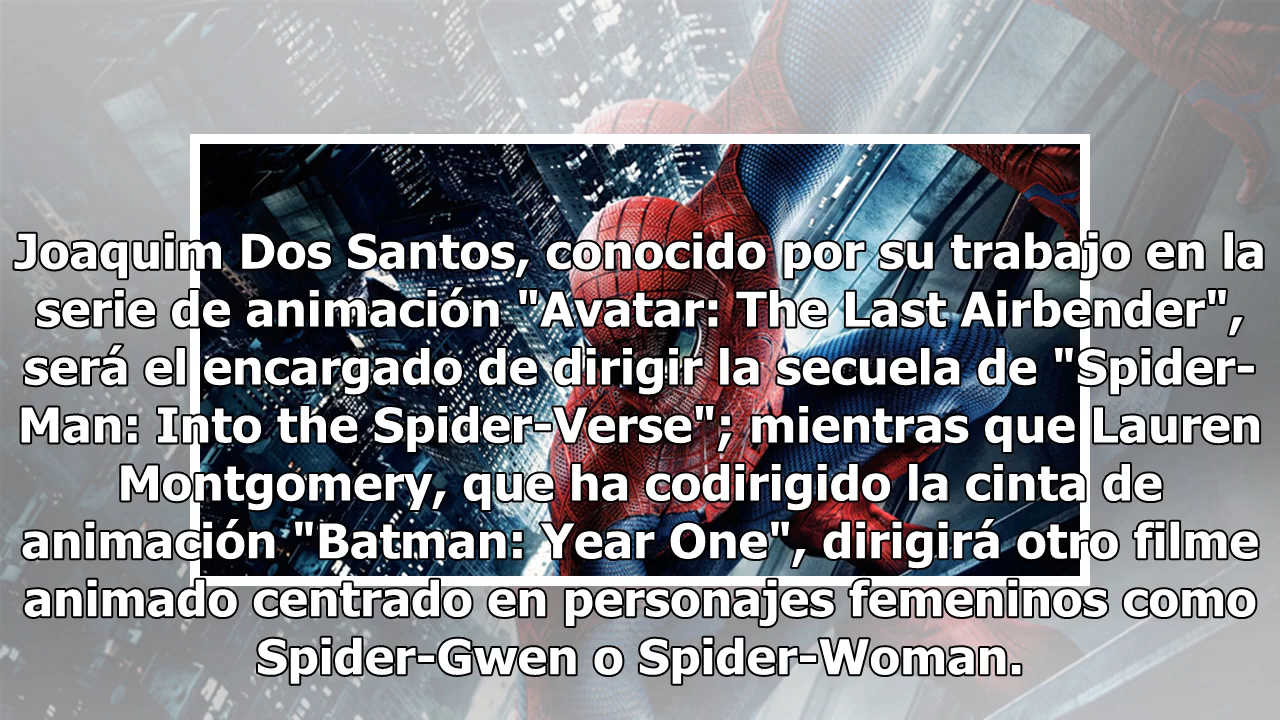 Joaquim Dos Santos, conocido por su trabajo en la
serie de animación "Avatar: The Last Airbender",
será el encargado de dirigir la secuela de "Spider-
Man: Into the Spider-Verse"; mientras que Lauren
Montgomery, que ha codirigido la cinta de
animación "Batman: Year One", dirigirá otro filme
animado centrado en personajes femeninos como
Spider-Gwen o Spider-Woman.